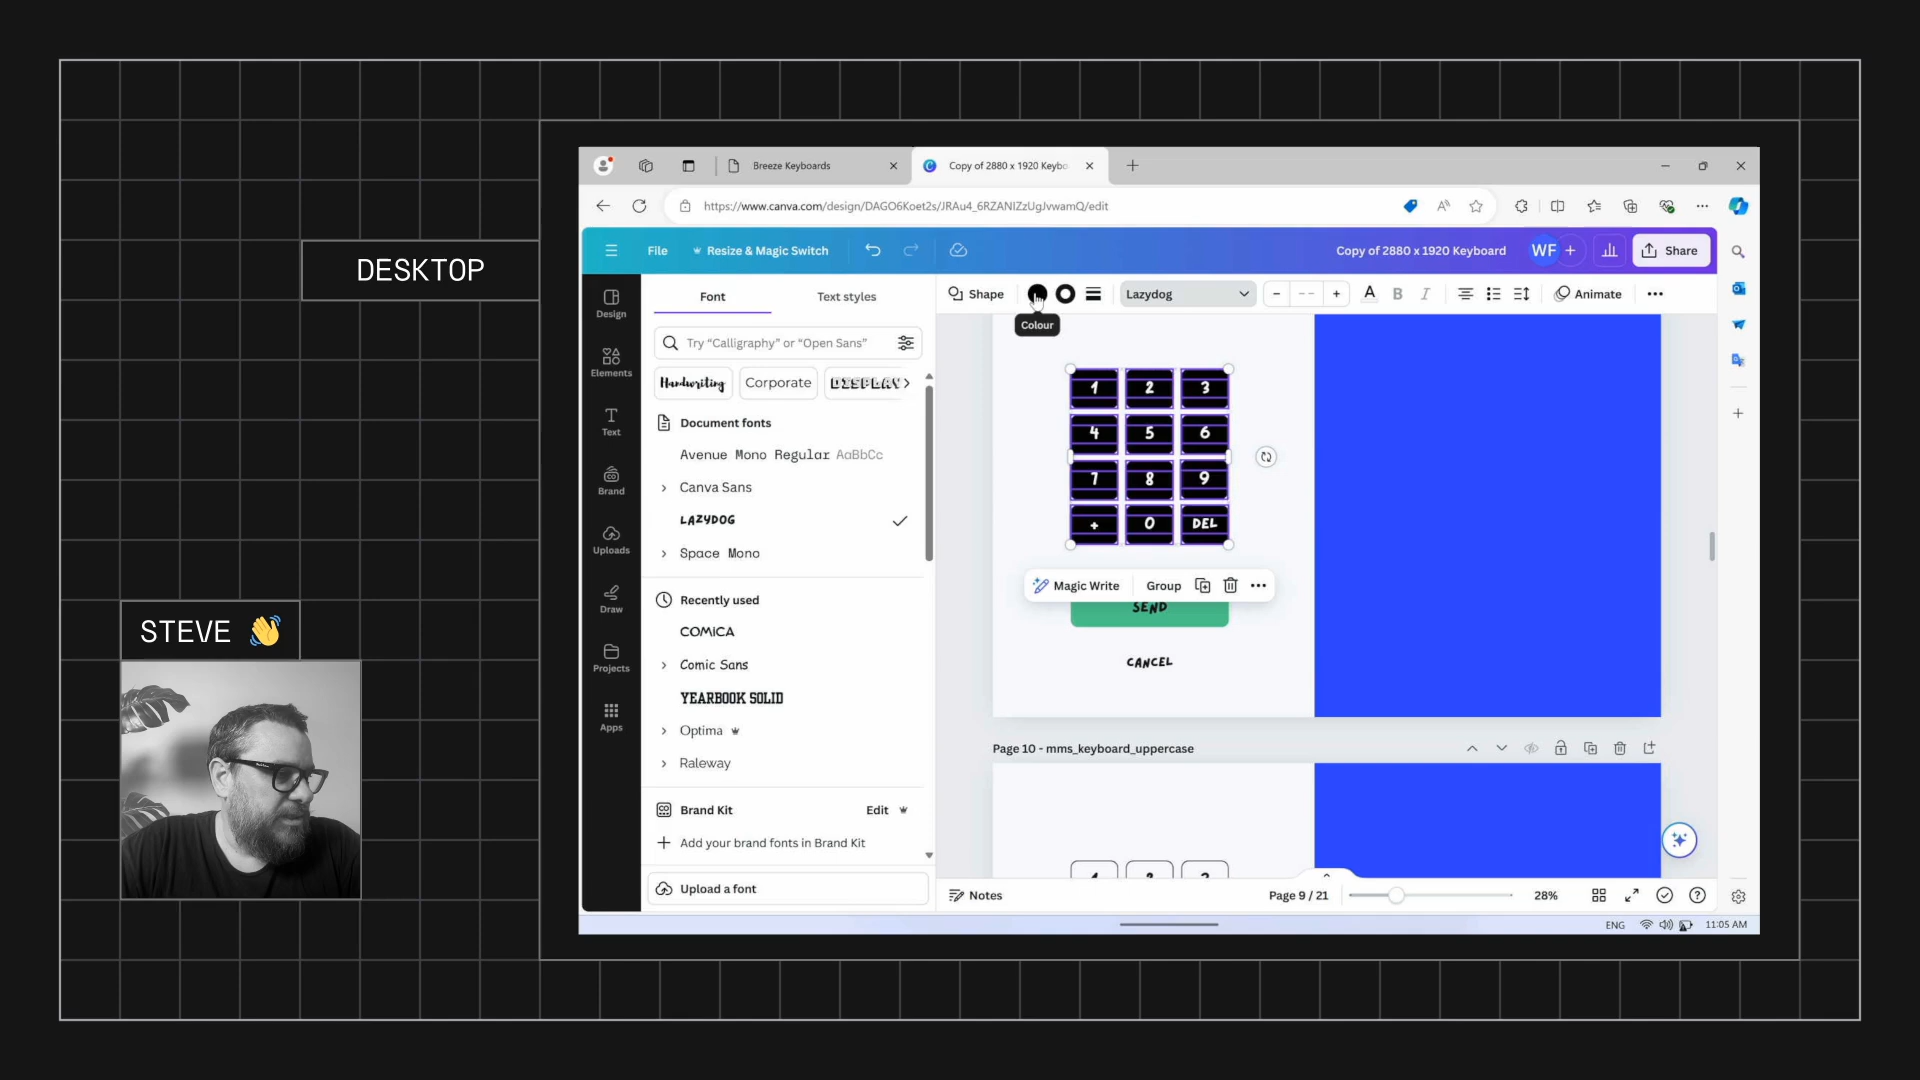 DESKTOP
STEVE 👋
Breeze Keyboards
Copy of 2880 x 1920 Keybo
https://www.canva.com/design/DAGO6Koet2s/JRAu4_6RZANIZzUgJvwamQ/edit
File
Resize & Magic Switch
Copy of 2880 x 1920 Keyboard
WF
Share
Design
Elements
Text
Brand
Uploads
Draw
Projects
Apps
Font
Text styles
Try “Calligraphy” or “Open Sans”
Handwriting
Corporate
DISPLAY
Document fonts
Avenue Mono Regular AaBbCc
Canva Sans
LAZYDOG
Space Mono
Recently used
COMICA
Comic Sans
YEARBOOK SOLID
Optima
Raleway
Brand Kit
Edit
Add your brand fonts in Brand Kit
Upload a font
Shape
Lazydog
- -- +
A B I
Animate
Colour
1 2 3
4 5 6
7 8 9
+ 0 DEL
Magic Write
Group
SEND
CANCEL
Page 10 - mms_keyboard_uppercase
Notes
Page 9 / 21
28%
ENG
11:05 AM